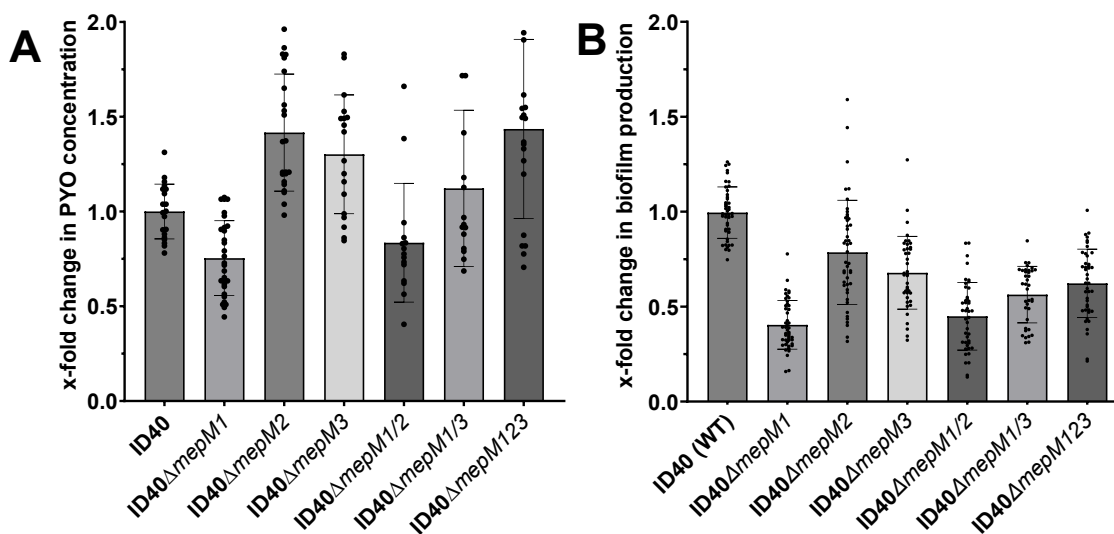 A
x-fold change in PYO concentration
2.0
1.5
1.0
0.5
0.0
ID40
ID40ΔmepM1
ID40ΔmepM2
ID40ΔmepM3
ID40ΔmepM1/2
ID40ΔmepM1/3
ID40ΔmepM123
B
x-fold change in biofilm production
2.0
1.5
1.0
0.5
0.0
ID40 (WT)
ID40ΔmepM1
ID40ΔmepM2
ID40ΔmepM3
ID40ΔmepM1/2
ID40ΔmepM1/3
ID40ΔmepM123